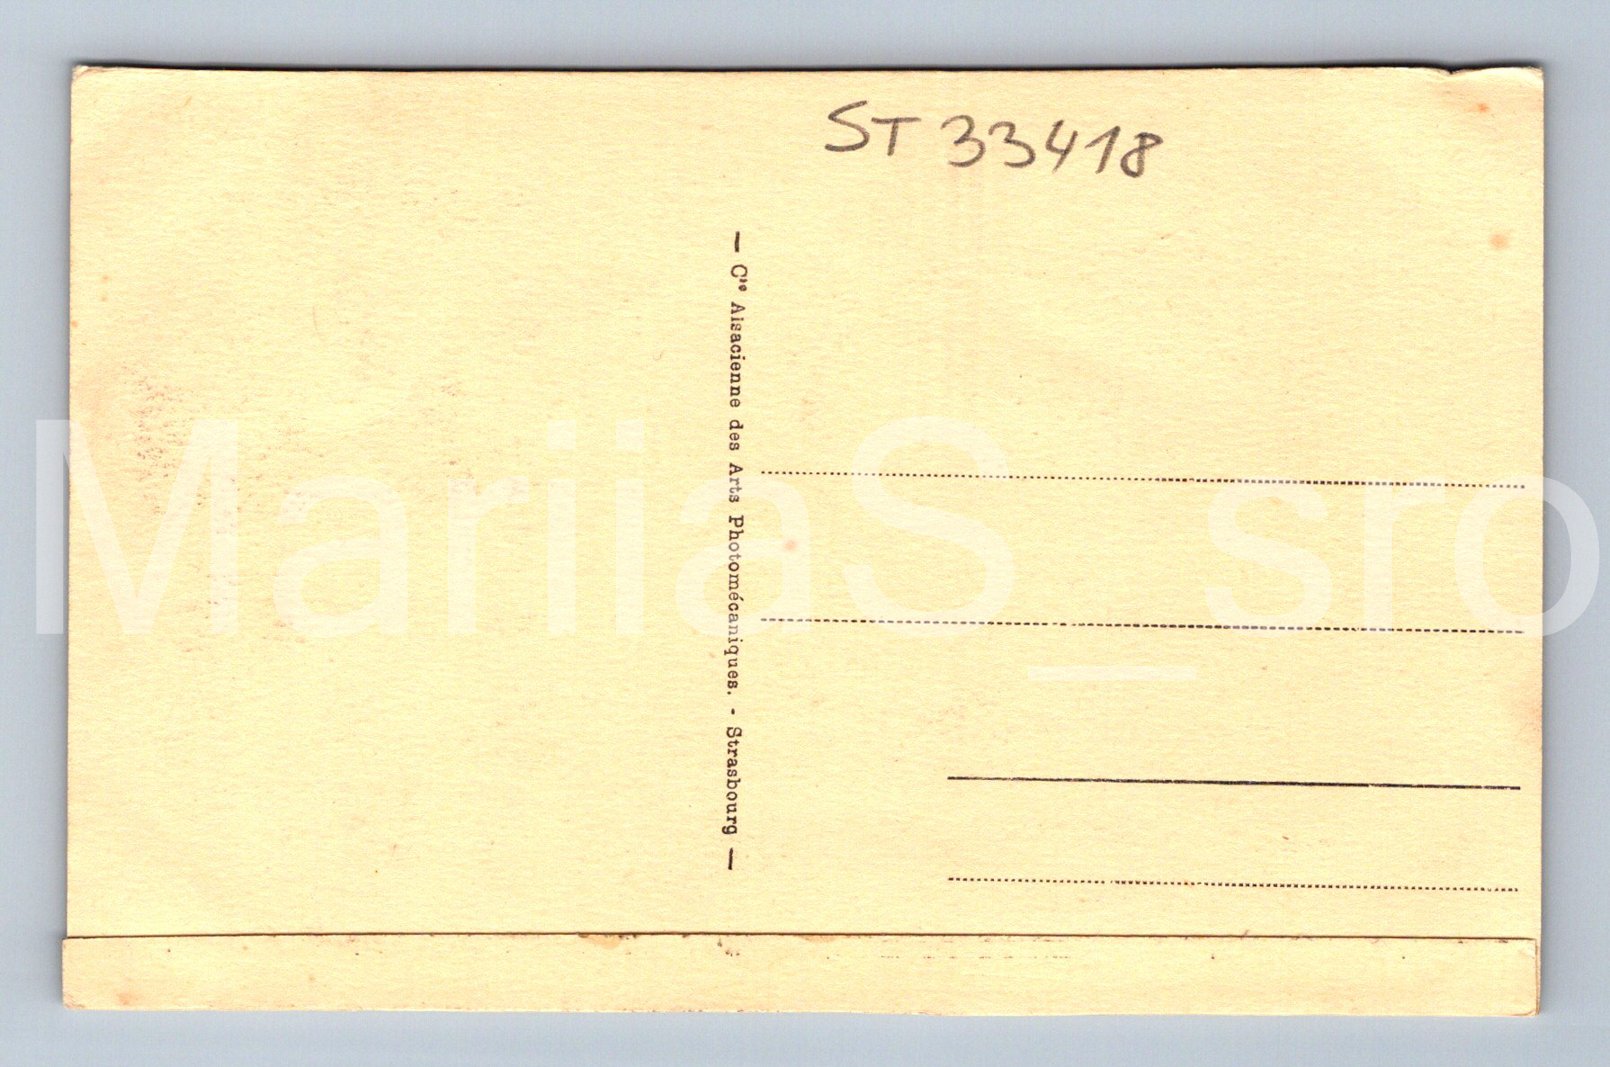 ST 33418
— Cie Alsacienne des Arts Photomécaniques. - Strasbourg —
MariiaS_sro